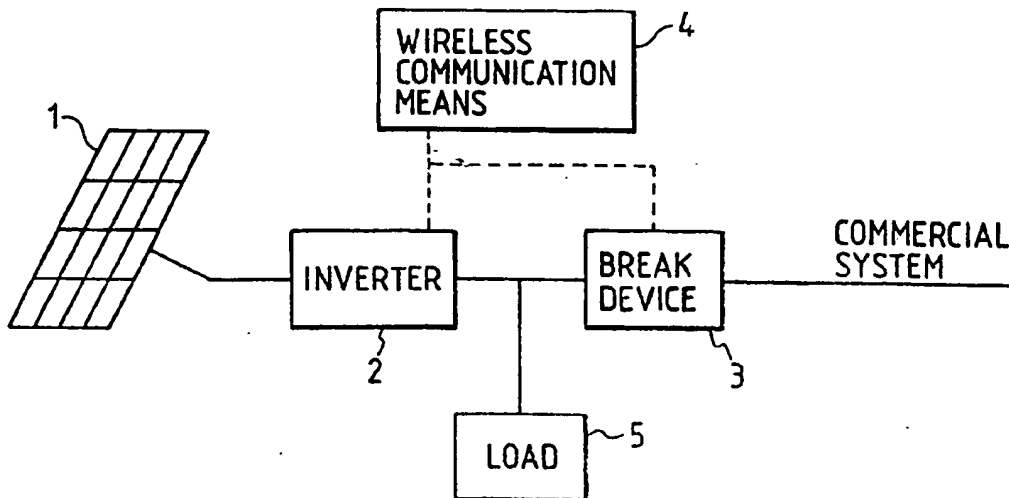 WIRELESS
COMMUNICATION
MEANS
4
1
INVERTER
2
BREAK
DEVICE
3
COMMERCIAL
SYSTEM
LOAD
5